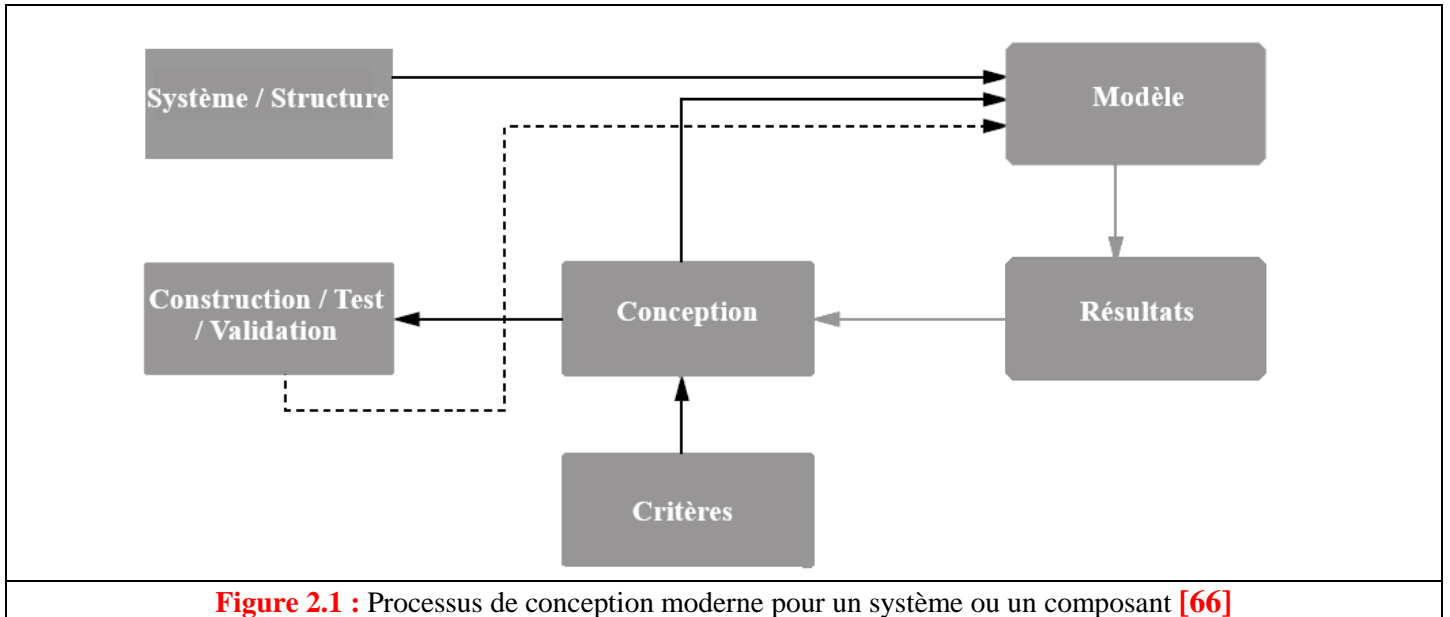 Système / Structure
Modèle
Construction / Test
/ Validation
Conception
Résultats
Critères
Figure 2.1 : Processus de conception moderne pour un système ou un composant [66]